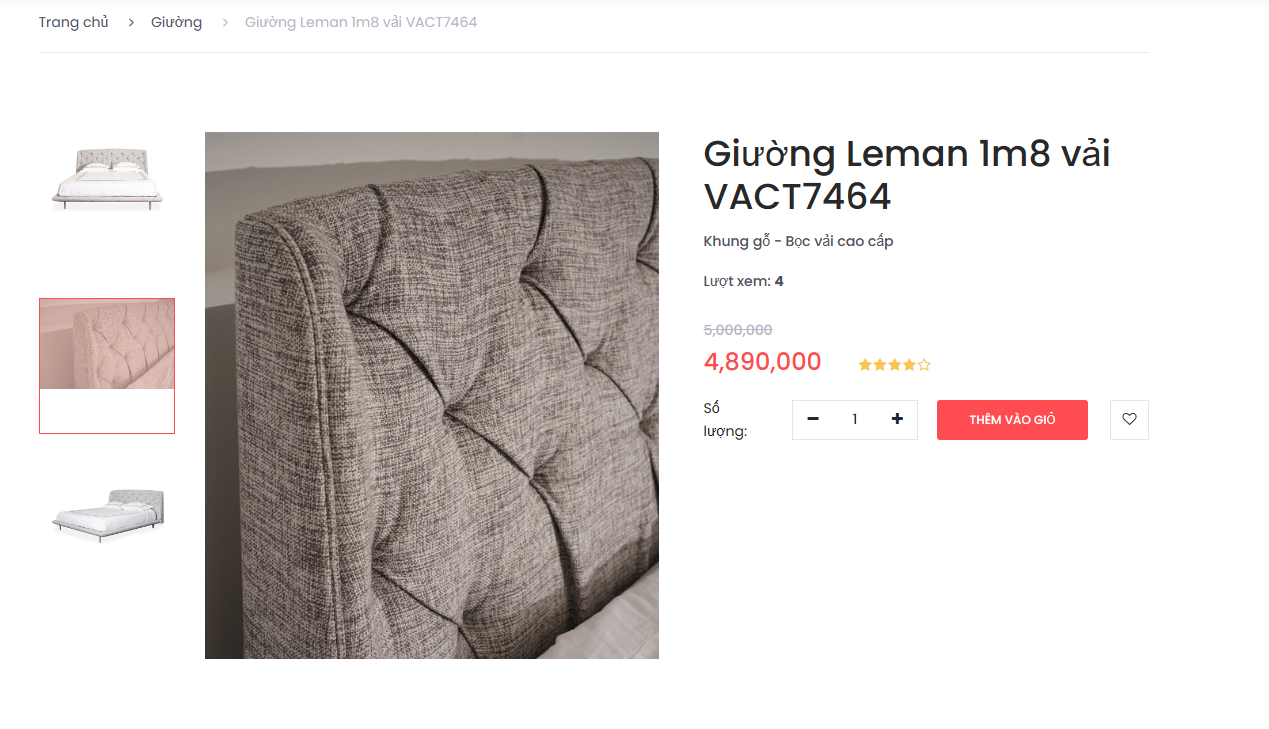 Trang chủ > Giường > Giường Leman 1m8 vải VACT7464
Giường Leman 1m8 vải
VACT7464
Khung gỗ - Bọc vải cao cấp
Lượt xem: 4
5,000,000
4,890,000
Số
lượng:
1
THÊM VÀO GIỎ